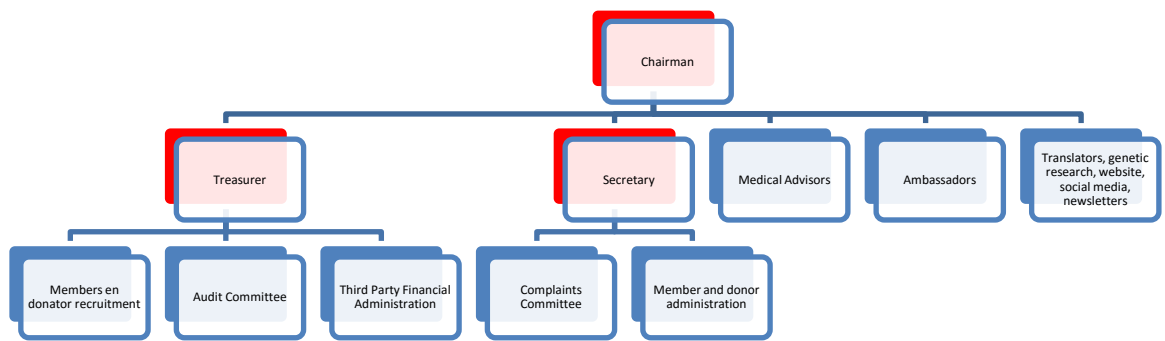 Chairman
Treasurer
Secretary
Medical Advisors
Ambassadors
Translators, genetic
research, website,
social media,
newsletters
Members en
donator recruitment
Audit Committee
Third Party Financial
Administration
Complaints
Committee
Member and donor
administration